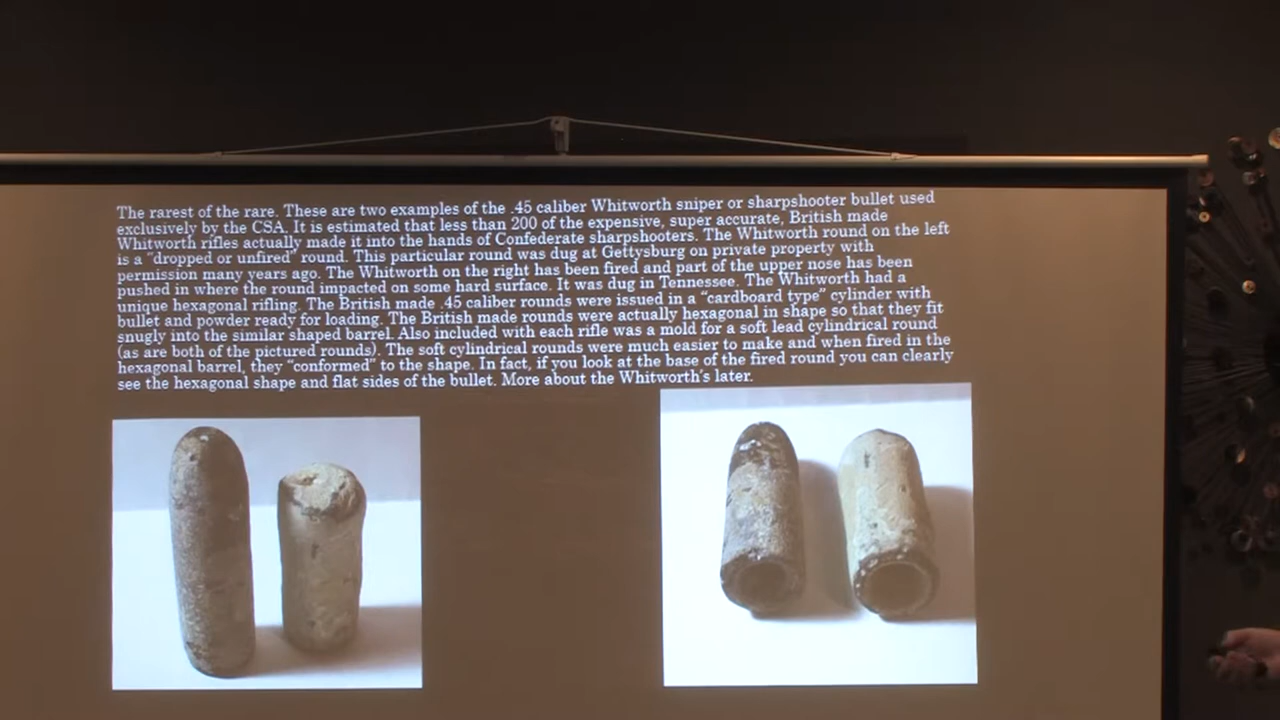 The rarest of the rare. These are two examples of the .45 caliber Whitworth sniper or sharpshooter bullet used
exclusively by the CSA. It is estimated that less than 200 of the expensive, super accurate, British made
Whitworth rifles actually made it into the hands of Confederate sharpshooters. The Whitworth round on the left
is a “dropped or unfired” round. This particular round was dug at Gettysburg on private property with
permission many years ago. The Whitworth on the right has been fired and part of the upper nose has been
pushed in where the round impacted on some hard surface. It was dug in Tennessee. The Whitworth had a
unique hexagonal rifling. The British made .45 caliber rounds were issued in a “cardboard type” cylinder with
bullet and powder ready for loading. The British made rounds were actually hexagonal in shape so that they fit
snugly into the similar shaped barrel. Also included with each rifle was a mold for a soft lead cylindrical round
(as are both of the pictured rounds). The soft cylindrical rounds were much easier to make and when fired in the
hexagonal barrel, they “conformed” to the shape. In fact, if you look at the base of the fired round you can clearly
see the hexagonal shape and flat sides of the bullet. More about the Whitworth's later.